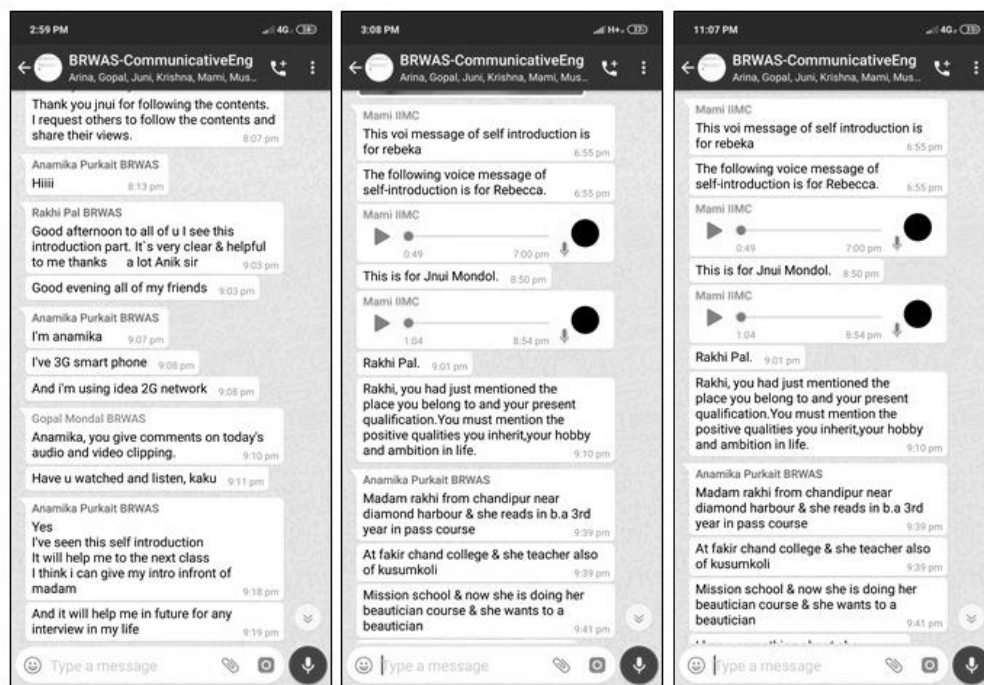 2:59 PM
4G
BRWAS-CommunicativeEng
Arina, Gopal, Juni, Krishna, Mami, Mus...
Thank you jnui for following the contents.
I request others to follow the contents and
share their views.
8:07 pm
Anamika Purkait BRWAS
Hiiii
8:13 pm
Rakhi Pal BRWAS
Good afternoon to all of u I see this
introduction part. It`s very clear & helpful
to me thanks a lot Anik sir
9:03 pm
Good evening all of my friends 9:03 pm
Anamika Purkait BRWAS
I'm anamika
9:07 pm
I've 3G smart phone 9:08 pm
And i'm using idea 2G network 9:08 pm
Gopal Mondal BRWAS
Anamika, you give comments on today's
audio and video clipping.
9:10 pm
Have u watched and listen, kaku 9:11 pm
Anamika Purkait BRWAS
Yes
I've seen this self introduction
It will help me to the next class
I think i can give my intro infront of
madam
9:18 pm
And it will help me in future for any
interview in my life
9:19 pm
Type a message
3:08 PM
H+
BRWAS-CommunicativeEng
Arina, Gopal, Juni, Krishna, Mami, Mus...
Mami IIMC
This voi message of self introduction is
for rebeka
6:55 pm
The following voice message of
self-introduction is for Rebecca.
6:55 pm
Mami IIMC
0:49 7:00 pm
This is for Jnui Mondol. 8:50 pm
Mami IIMC
1:04 8:54 pm
Rakhi Pal. 9:01 pm
Rakhi, you had just mentioned the
place you belong to and your present
qualification.You must mention the
positive qualities you inherit,your hobby
and ambition in life.
9:10 pm
Anamika Purkait BRWAS
Madam rakhi from chandipur near
diamond harbour & she reads in b.a 3rd
year in pass course
9:39 pm
At fakir chand college & she teacher also
of kusumkoli
9:39 pm
Mission school & now she is doing her
beautician course & she wants to a
beautician
9:41 pm
Type a message
11:07 PM
4G
BRWAS-CommunicativeEng
Arina, Gopal, Juni, Krishna, Mami, Mus...
Mami IIMC
This voi message of self introduction is
for rebeka
6:55 pm
The following voice message of
self-introduction is for Rebecca.
6:55 pm
Mami IIMC
0:49 7:00 pm
This is for Jnui Mondol. 8:50 pm
Mami IIMC
1:04 8:54 pm
Rakhi Pal. 9:01 pm
Rakhi, you had just mentioned the
place you belong to and your present
qualification.You must mention the
positive qualities you inherit,your hobby
and ambition in life.
9:10 pm
Anamika Purkait BRWAS
Madam rakhi from chandipur near
diamond harbour & she reads in b.a 3rd
year in pass course
9:39 pm
At fakir chand college & she teacher also
of kusumkoli
9:39 pm
Mission school & now she is doing her
beautician course & she wants to a
beautician
9:41 pm
Type a message